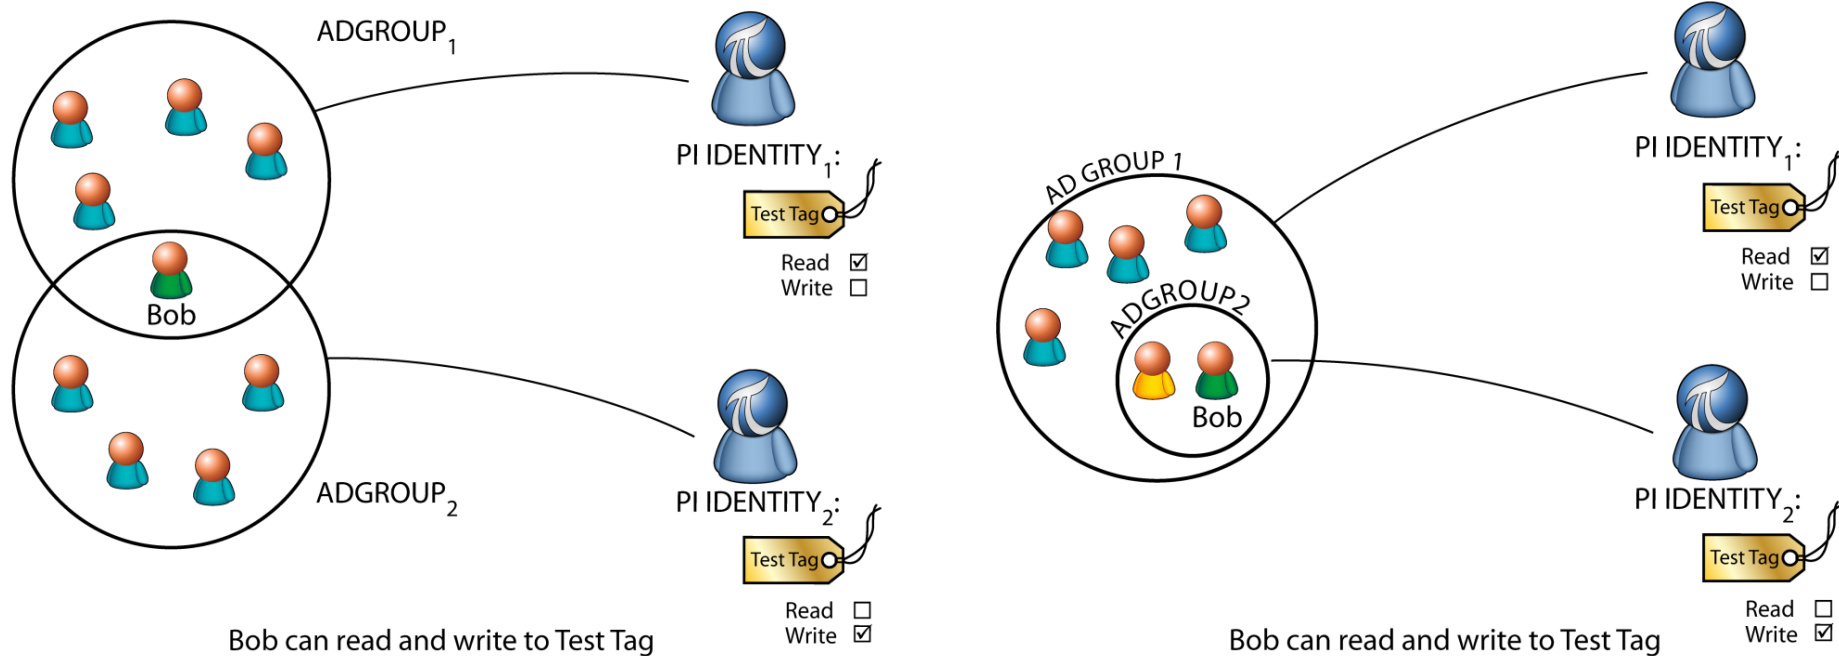 ADGROUP1
PI IDENTITY1:
Test Tag
Read ☑
Write ☐
Bob
ADGROUP2
PI IDENTITY2:
Test Tag
Read ☐
Write ☑
Bob can read and write to Test Tag
AD GROUP 1
PI IDENTITY1:
Test Tag
Read ☑
Write ☐
ADGROUP2
Bob
PI IDENTITY2:
Test Tag
Read ☐
Write ☑
Bob can read and write to Test Tag